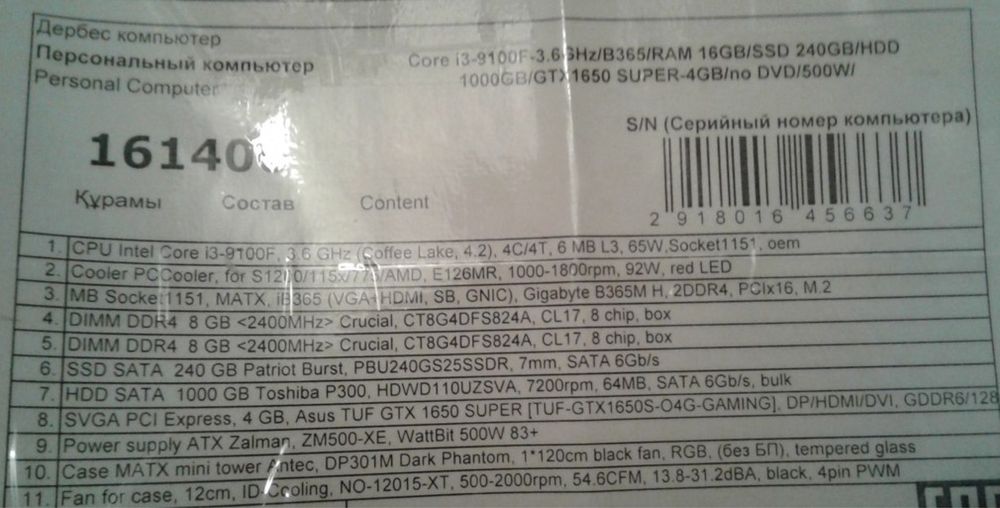 Дербес компьютер
Персональный компьютер
Personal Computer
Core i3-9100F-3.6GHz/B365/RAM 16GB/SSD 240GB/HDD
1000GB/GTX1650 SUPER-4GB/no DVD/500W/
S/N (Серийный номер компьютера)
16140
2 918016 456637
Құрамы Состав Content
1. CPU Intel Core i3-9100F, 3.6 GHz (Coffee Lake, 4.2), 4C/4T, 6 MB L3, 65W,Socket1151, oem
2. Cooler PCCooler, for S1200/115x/775/AMD, E126MR, 1000-1800rpm, 92W, red LED
3. MB Socket1151, MATX, iB365 (VGA+HDMI, SB, GNIC), Gigabyte B365M H, 2DDR4, PCIx16, M.2
4. DIMM DDR4 8 GB <2400MHz> Crucial, CT8G4DFS824A, CL17, 8 chip, box
5. DIMM DDR4 8 GB <2400MHz> Crucial, CT8G4DFS824A, CL17, 8 chip, box
6. SSD SATA 240 GB Patriot Burst, PBU240GS25SSDR, 7mm, SATA 6Gb/s
7. HDD SATA 1000 GB Toshiba P300, HDWD110UZSVA, 7200rpm, 64MB, SATA 6Gb/s, bulk
8. SVGA PCI Express, 4 GB, Asus TUF GTX 1650 SUPER [TUF-GTX1650S-O4G-GAMING], DP/HDMI/DVI, GDDR6/128
9. Power supply ATX Zalman, ZM500-XE, WattBit 500W 83+
10. Case MATX mini tower Antec, DP301M Dark Phantom, 1*120cm black fan, RGB, (без БП), tempered glass
11. Fan for case, 12cm, ID-Cooling, NO-12015-XT, 500-2000rpm, 54.6CFM, 13.8-31.2dBA, black, 4pin PWM